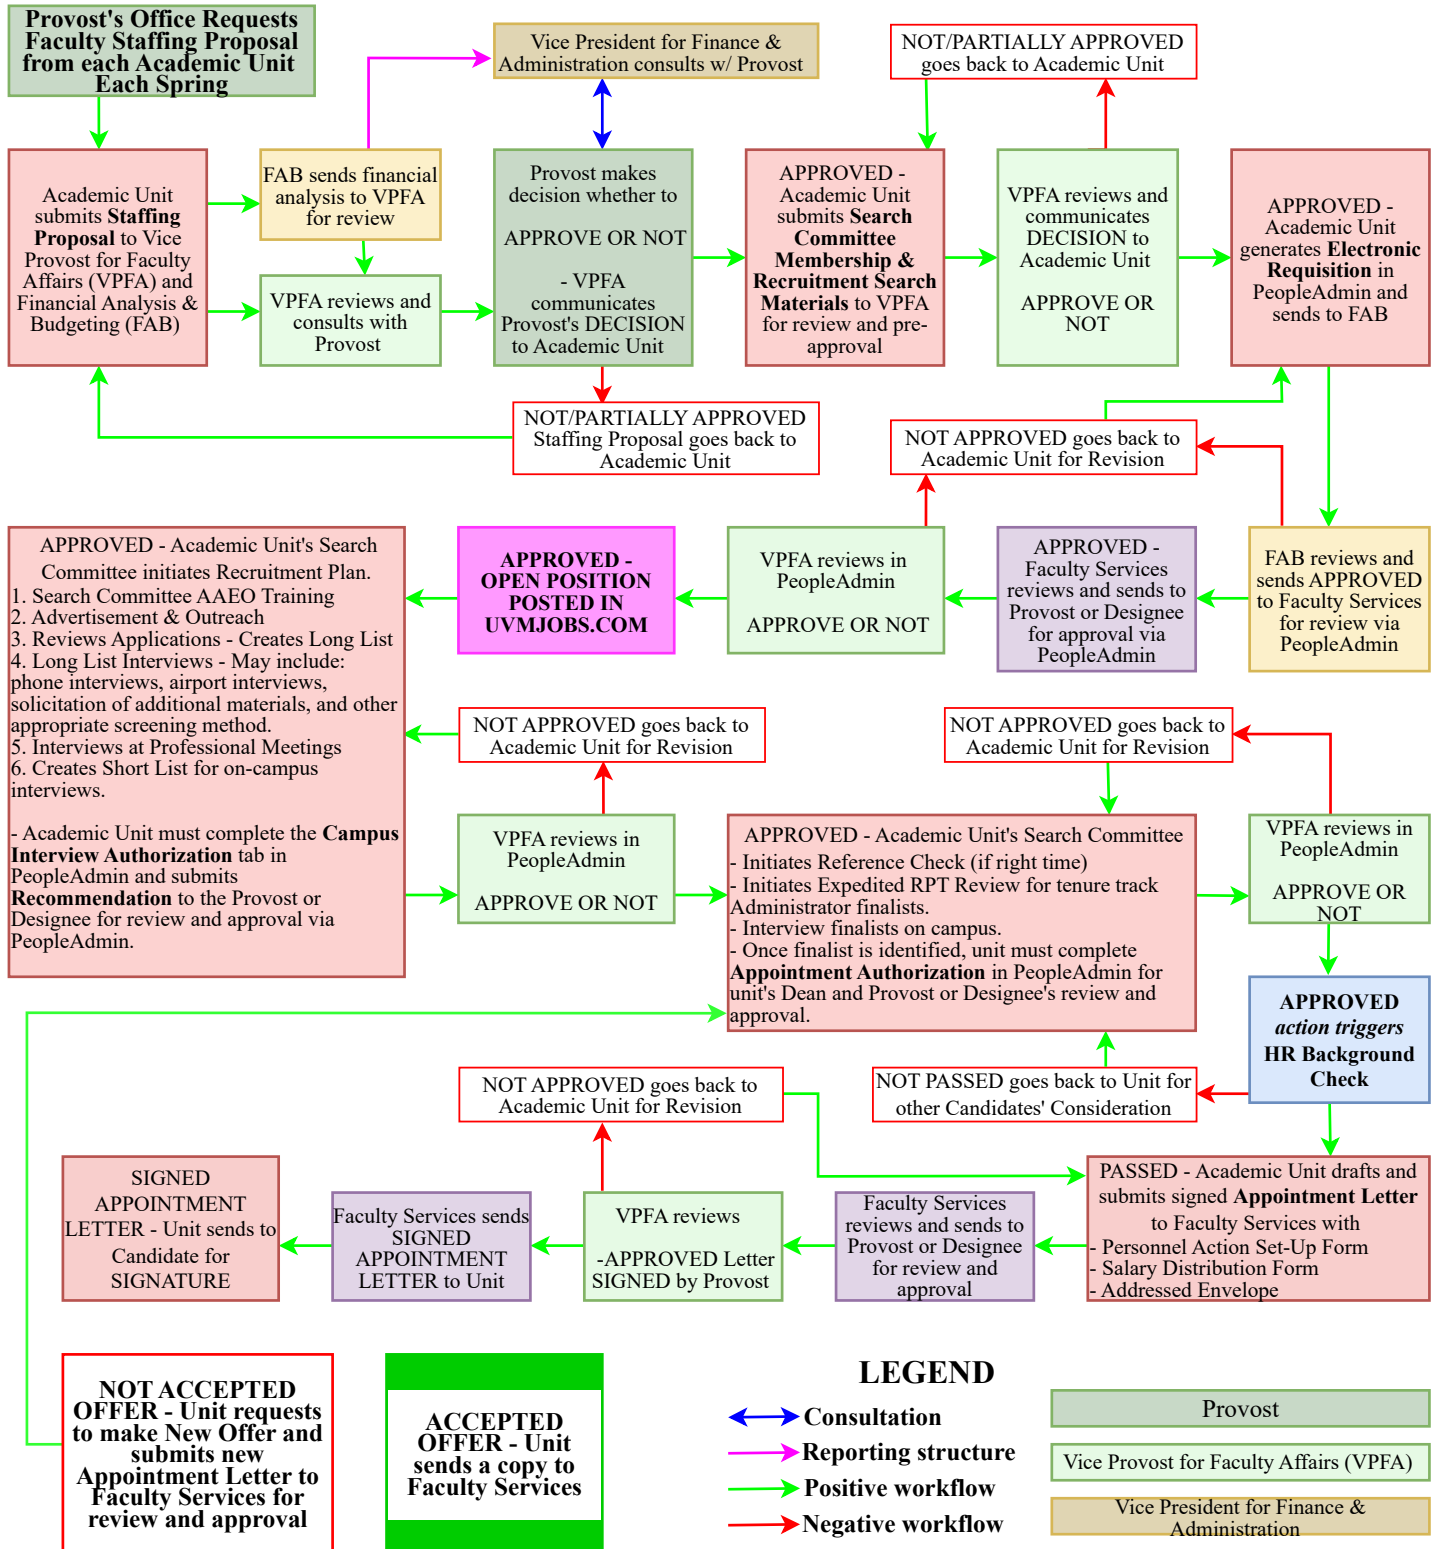 Provost's Office Requests
Faculty Staffing Proposal
from each Academic Unit
Each Spring
Vice President for Finance &
Administration consults w/ Provost
NOT/PARTIALLY APPROVED
goes back to Academic Unit
Academic Unit
submits Staffing
Proposal to Vice
Provost for Faculty
Affairs (VPFA) and
Financial Analysis &
Budgeting (FAB)
FAB sends financial
analysis to VPFA
for review
VPFA reviews and
consults with
Provost
Provost makes
decision whether to
APPROVE OR NOT
- VPFA
communicates
Provost's DECISION
to Academic Unit
APPROVED -
Academic Unit
submits Search
Committee
Membership &
Recruitment Search
Materials to VPFA
for review and pre-
approval
VPFA reviews and
communicates
DECISION to
Academic Unit
APPROVE OR
NOT
APPROVED -
Academic Unit
generates Electronic
Requisition in
PeopleAdmin and
sends to FAB
NOT/PARTIALLY APPROVED
Staffing Proposal goes back to
Academic Unit
NOT APPROVED goes back to
Academic Unit for Revision
APPROVED - Academic Unit's Search
Committee initiates Recruitment Plan.
1. Search Committee AAEO Training
2. Advertisement & Outreach
3. Reviews Applications - Creates Long List
4. Long List Interviews - May include:
phone interviews, airport interviews,
solicitation of additional materials, and other
appropriate screening method.
5. Interviews at Professional Meetings
6. Creates Short List for on-campus
interviews.
- Academic Unit must complete the Campus
Interview Authorization tab in
PeopleAdmin and submits
Recommendation to the Provost or
Designee for review and approval via
PeopleAdmin.
APPROVED -
OPEN POSITION
POSTED IN
UVMJOBS.COM
VPFA reviews in
PeopleAdmin
APPROVE OR NOT
APPROVED -
Faculty Services
reviews and sends to
Provost or Designee
for approval via
PeopleAdmin
FAB reviews and
sends APPROVED
to Faculty Services
for review via
PeopleAdmin
NOT APPROVED goes back to
Academic Unit for Revision
NOT APPROVED goes back to
Academic Unit for Revision
VPFA reviews in
PeopleAdmin
APPROVE OR NOT
APPROVED - Academic Unit's Search Committee
- Initiates Reference Check (if right time)
- Initiates Expedited RPT Review for tenure track
Administrator finalists.
- Interview finalists on campus.
- Once finalist is identified, unit must complete
Appointment Authorization in PeopleAdmin for
unit's Dean and Provost or Designee's review and
approval.
VPFA reviews in
PeopleAdmin
APPROVE OR
NOT
APPROVED
action triggers
HR Background
Check
NOT APPROVED goes back to
Academic Unit for Revision
NOT PASSED goes back to Unit for
other Candidates' Consideration
SIGNED
APPOINTMENT
LETTER - Unit sends to
Candidate for
SIGNATURE
Faculty Services sends
SIGNED
APPOINTMENT
LETTER to Unit
VPFA reviews
-APPROVED Letter
SIGNED by Provost
Faculty Services
reviews and sends to
Provost or Designee
for review and
approval
PASSED - Academic Unit drafts and
submits signed Appointment Letter
to Faculty Services with
- Personnel Action Set-Up Form
- Salary Distribution Form
- Addressed Envelope
NOT ACCEPTED
OFFER - Unit requests
to make New Offer and
submits new
Appointment Letter to
Faculty Services for
review and approval
ACCEPTED
OFFER - Unit
sends a copy to
Faculty Services
LEGEND
Consultation
Reporting structure
Positive workflow
Negative workflow
Provost
Vice Provost for Faculty Affairs (VPFA)
Vice President for Finance &
Administration